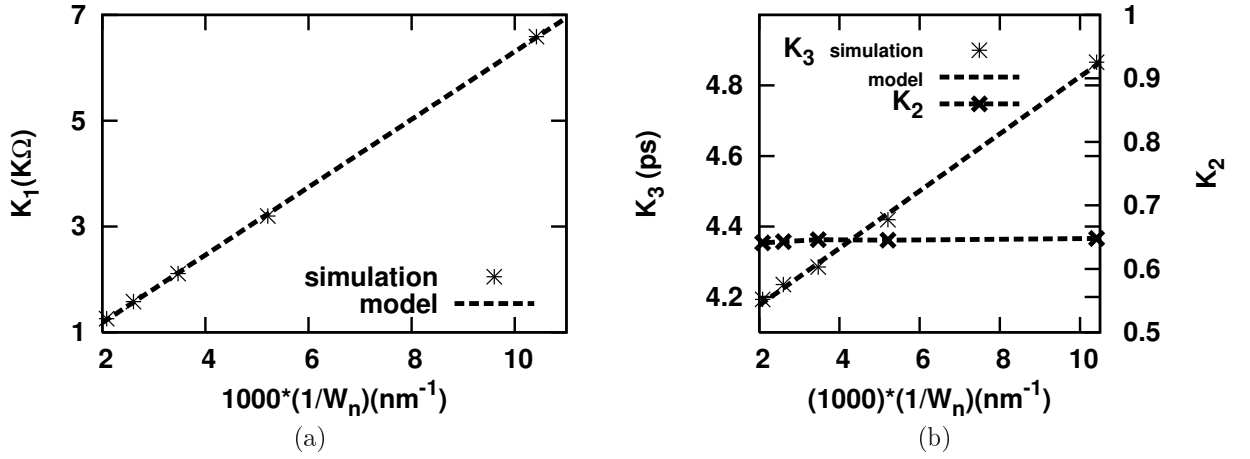 7
5
3
1
K₁(KΩ)
simulation
model
2 4 6 8 10
1000*(1/Wₙ)(nm⁻¹)
(a)
4.8
4.6
4.4
4.2
K₃ (ps)
K₃ simulation
model
K₂
1
0.9
0.8
0.7
0.6
0.5
K₂
2 4 6 8 10
(1000)*(1/Wₙ)(nm⁻¹)
(b)